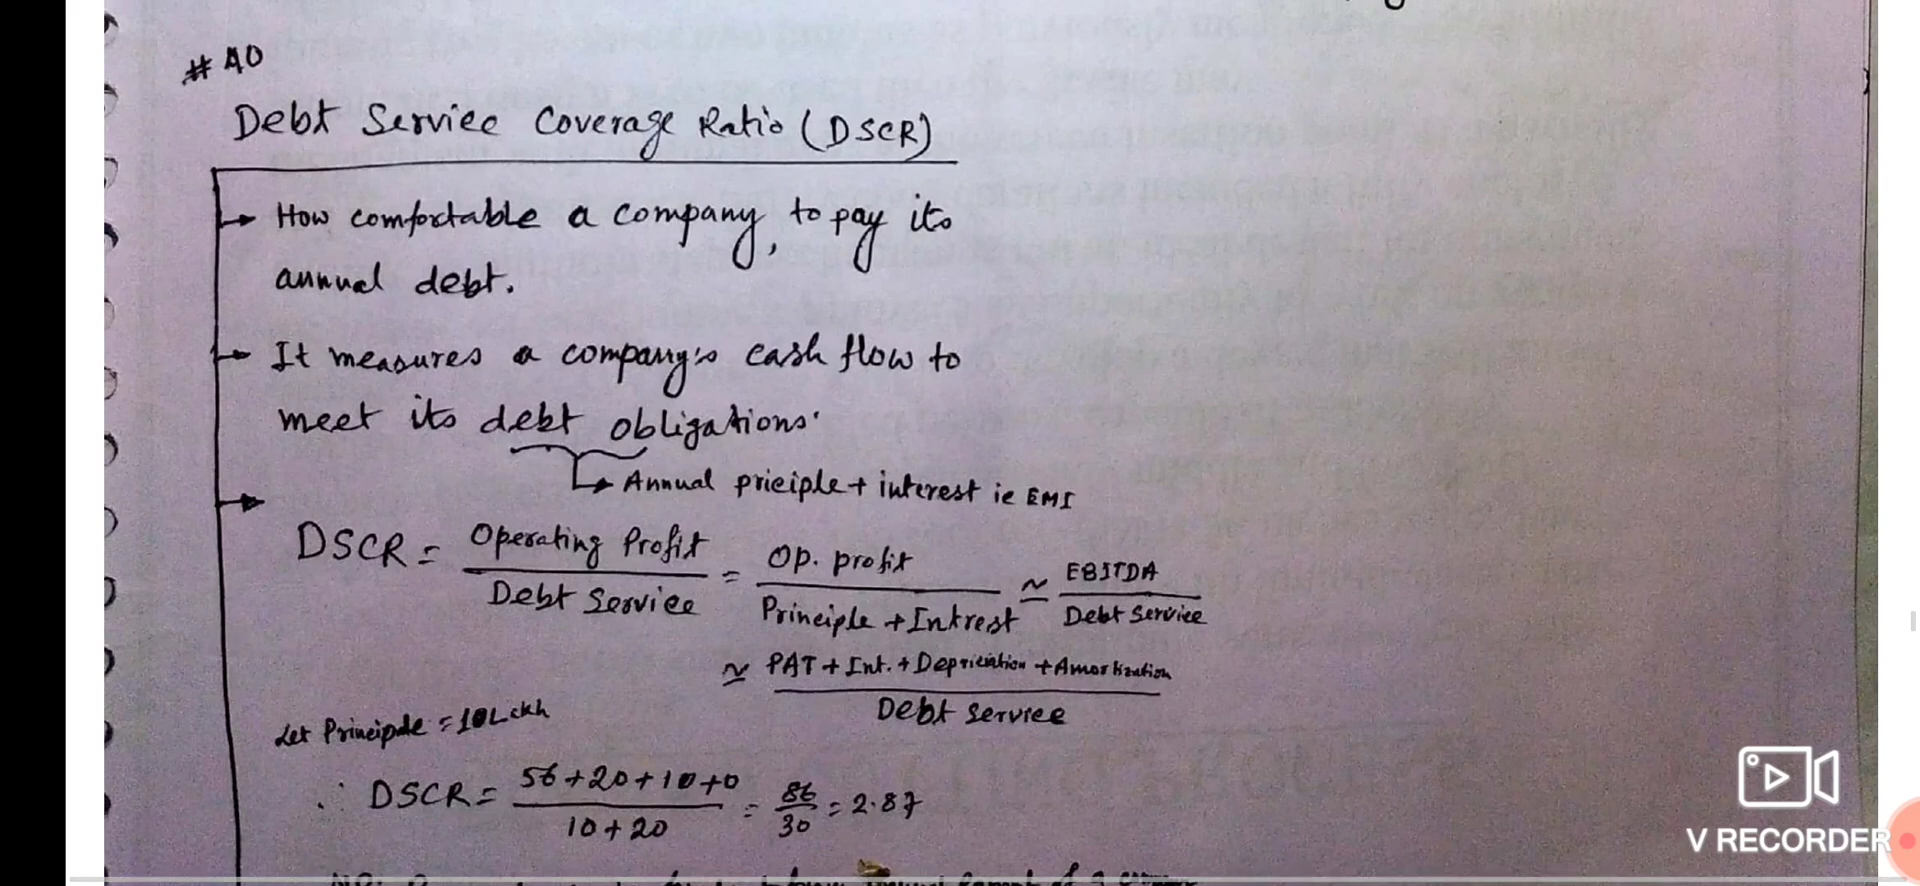 # 40
Debt Service Coverage Ratio (DSCR)
How comfortable a company, to pay its
annual debt.
It measures a company's cash flow to
meet its debt obligations.
Annual priciple + interest ie EMI
DSCR = Operating Profit / Debt Service = Op. profit / Principle + Intrest ≃ EBITDA / Debt Service
≃ PAT + Int. + Depriciation + Amortization / Debt Service
Let Principle = 10 Lakh
∴ DSCR = 56+20+10+0 / 10+20 = 86 / 30 = 2.87
V RECORDER